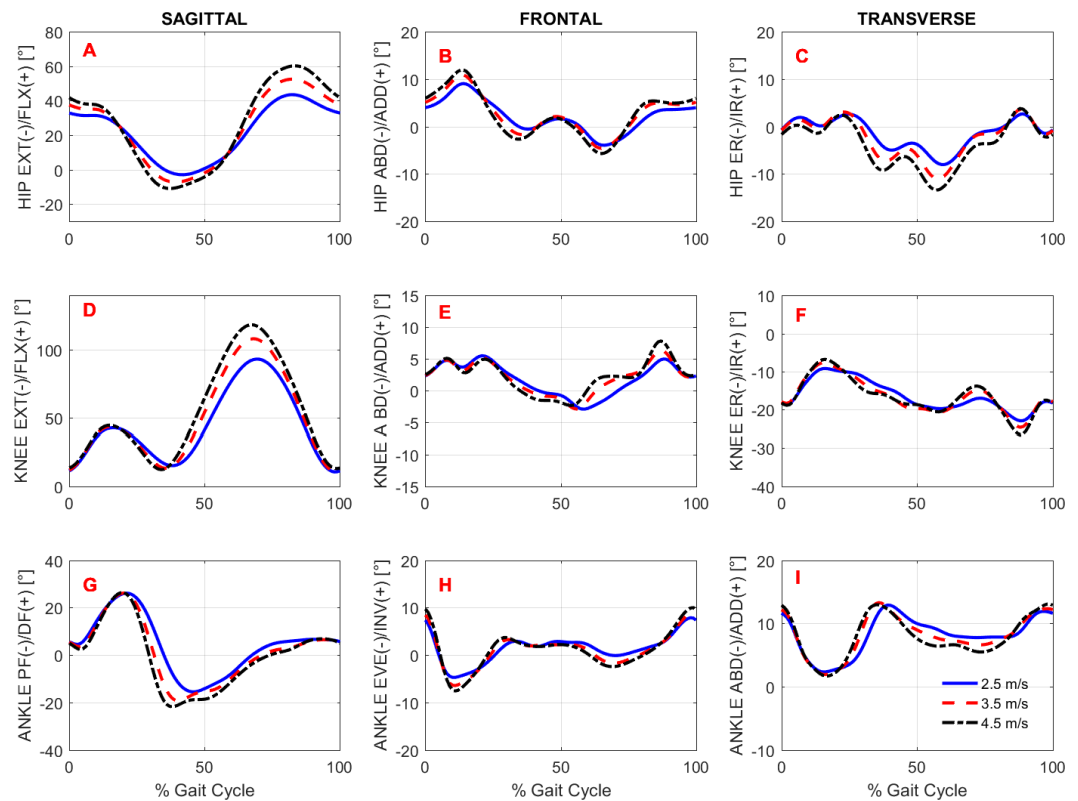 SAGITTAL
FRONTAL
TRANSVERSE
HIP EXT(-)/FLX(+) [°]
A
80
60
40
20
0
-20
0
50
100
HIP ABD(-)/ADD(+) [°]
B
20
10
0
-10
-20
0
50
100
HIP ER(-)/IR(+) [°]
C
20
10
0
-10
-20
0
50
100
KNEE EXT(-)/FLX(+) [°]
D
100
50
0
0
50
100
KNEE A BD(-)/ADD(+) [°]
E
15
10
5
0
-5
-10
-15
0
50
100
KNEE ER(-)/IR(+) [°]
F
10
0
-10
-20
-30
-40
0
50
100
ANKLE PF(-)/DF(+) [°]
G
40
20
0
-20
-40
0
50
100
% Gait Cycle
ANKLE EVE(-)/INV(+) [°]
H
20
10
0
-10
-20
0
50
100
% Gait Cycle
ANKLE ABD(-)/ADD(+) [°]
I
20
10
0
-10
2.5 m/s
3.5 m/s
4.5 m/s
0
50
100
% Gait Cycle